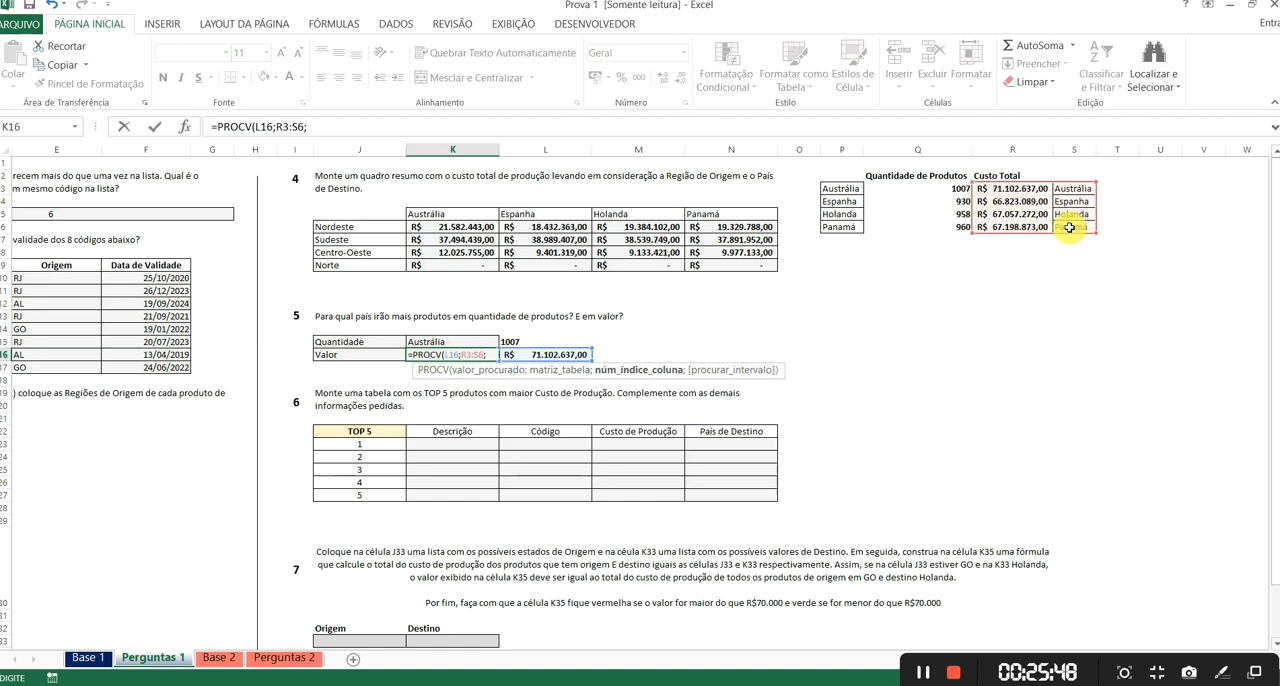 Prova 1 [Somente leitura] - Excel
ARQUIVO PÁGINA INICIAL INSERIR LAYOUT DA PÁGINA FÓRMULAS DADOS REVISÃO EXIBIÇÃO DESENVOLVEDOR Entra
Colar
Recortar
Copiar
Pincel de Formatação
Área de Transferência
11
N I S
Fonte
Quebrar Texto Automaticamente
Mesclar e Centralizar
Alinhamento
Geral
% 000
Número
Formatação Condicional
Formatar como Tabela
Estilos de Célula
Estilo
Inserir Excluir Formatar
Células
AutoSoma
Preencher
Limpar
Classificar e Filtrar
Localizar e Selecionar
Edição
K16 fx =PROCV(L16;R3:S6;
E F G H I J K L M N O P Q R S T U V W
recem mais do que uma vez na lista. Qual é o
m mesmo código na lista?
6
validade dos 8 códigos abaixo?
Origem Data de Validade
RJ 25/10/2020
RJ 26/12/2023
AL 19/09/2024
RJ 21/09/2021
GO 19/01/2022
RJ 20/07/2023
AL 13/04/2019
GO 24/06/2022
) coloque as Regiões de Origem de cada produto de
4 Monte um quadro resumo com o custo total de produção levando em consideração a Região de Origem e o País
de Destino.
Austrália Espanha Holanda Panamá
Nordeste R$ 21.582.443,00 R$ 18.432.363,00 R$ 19.384.102,00 R$ 19.329.788,00
Sudeste R$ 37.494.439,00 R$ 38.989.407,00 R$ 38.539.749,00 R$ 37.891.952,00
Centro-Oeste R$ 12.025.755,00 R$ 9.401.319,00 R$ 9.133.421,00 R$ 9.977.133,00
Norte R$ - R$ - R$ - R$ -
Quantidade de Produtos Custo Total
Austrália 1007 R$ 71.102.637,00 Austrália
Espanha 930 R$ 66.823.089,00 Espanha
Holanda 958 R$ 67.057.272,00 Holanda
Panamá 960 R$ 67.198.873,00 Panamá
5 Para qual país irão mais produtos em quantidade de produtos? E em valor?
Quantidade Austrália 1007
Valor =PROCV(L16;R3:S6; R$ 71.102.637,00
PROCV(valor_procurado; matriz_tabela; núm_índice_coluna; [procurar_intervalo])
6 Monte uma tabela com os TOP 5 produtos com maior Custo de Produção. Complemente com as demais
informações pedidas.
TOP 5 Descrição Código Custo de Produção País de Destino
1
2
3
4
5
7 Coloque na célula J33 uma lista com os possíveis estados de Origem e na céula K33 uma lista com os possíveis valores de Destino. Em seguida, construa na célula K35 uma fórmula
que calcule o total do custo de produção dos produtos que tem origem E destino iguais as células J33 e K33 respectivamente. Assim, se na célula J33 estiver GO e na K33 Holanda,
o valor exibido na célula K35 deve ser igual ao total do custo de produção de todos os produtos de origem em GO e destino Holanda.
Por fim, faça com que a célula K35 fique vermelha se o valor for maior do que R$70.000 e verde se for menor do que R$70.000
Origem Destino
Base 1 Perguntas 1 Base 2 Perguntas 2
DIGITE
00:25:48